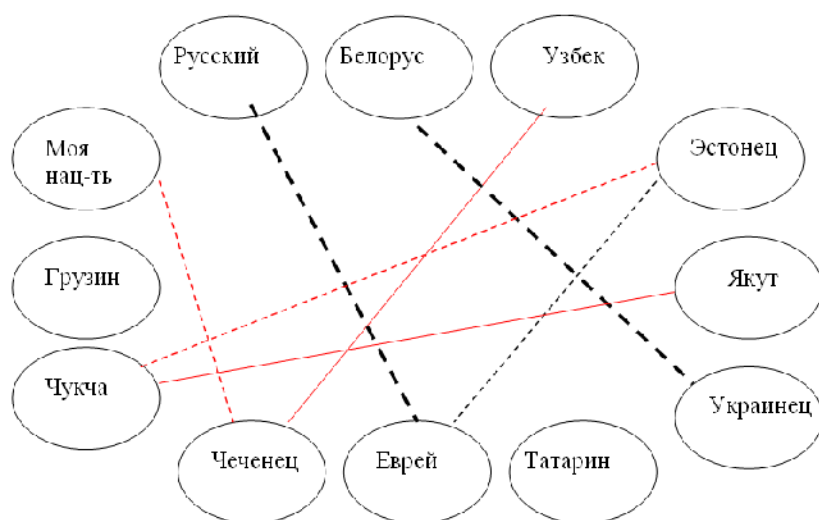 Русский
Белорус
Узбек
Моя
нац-ть
Эстонец
Грузин
Якут
Чукча
Украинец
Чеченец
Еврей
Татарин